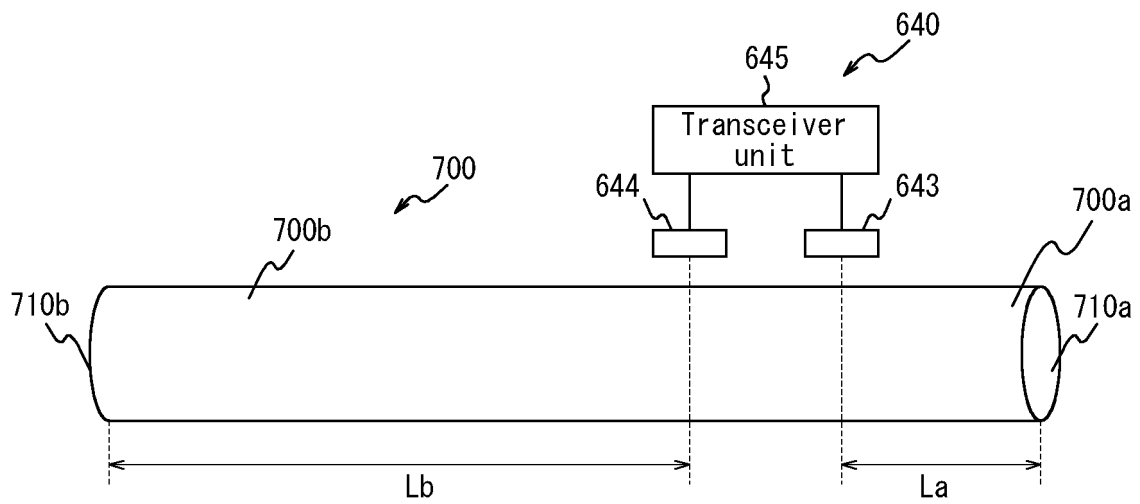 640
645
Transceiver
unit
700
644
643
700a
700b
710b
710a
Lb
La